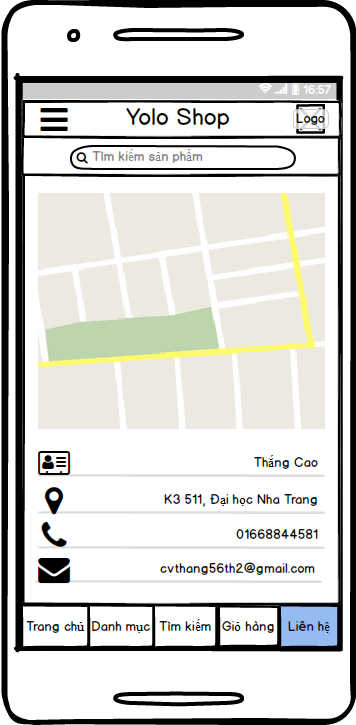 16:57
Yolo Shop
Logo
Tìm kiếm sản phẩm
Thắng Cao
K3 511, Đại học Nha Trang
01668844581
cvthang56th2@gmail.com
Trang chủ Danh mục Tìm kiếm Giỏ hàng Liên hệ